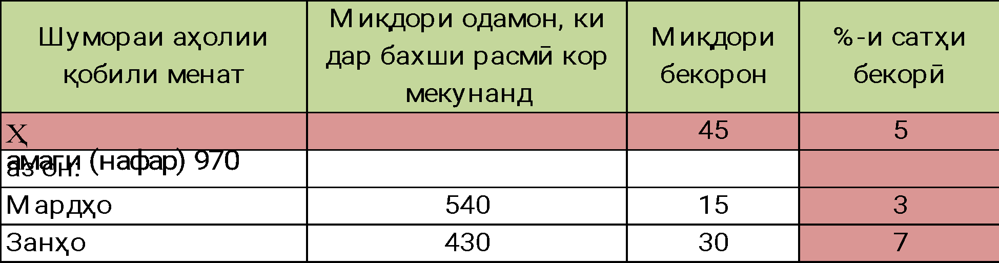 Шумораи аҳолии
қобили менат
Миқдори одамон, ки
дар бахши расмӣ кор
мекунанд
Миқдори
бекорон
%-и сатҳи
бекорӣ
Ҳ
45
5
амаги (нафар) 970
аз он:
Мардҳо
540
15
3
Занҳо
430
30
7